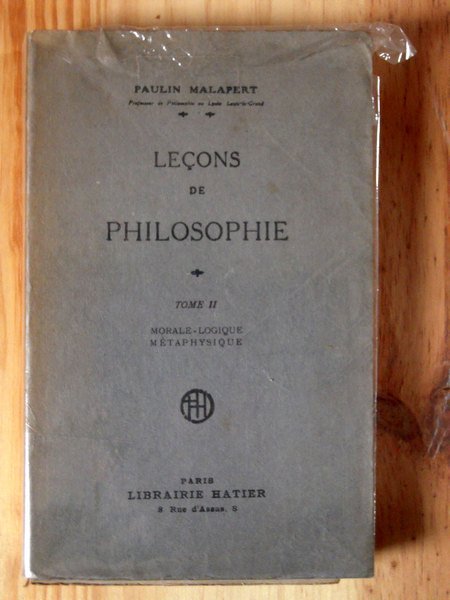 PAULIN MALAPERT
Professeur de Philosophie au Lycée Louis-le-Grand
LEÇONS
DE
PHILOSOPHIE
TOME II
MORALE-LOGIQUE
MÉTAPHYSIQUE
PARIS
LIBRAIRIE HATIER
8 Rue d'Assas, 8